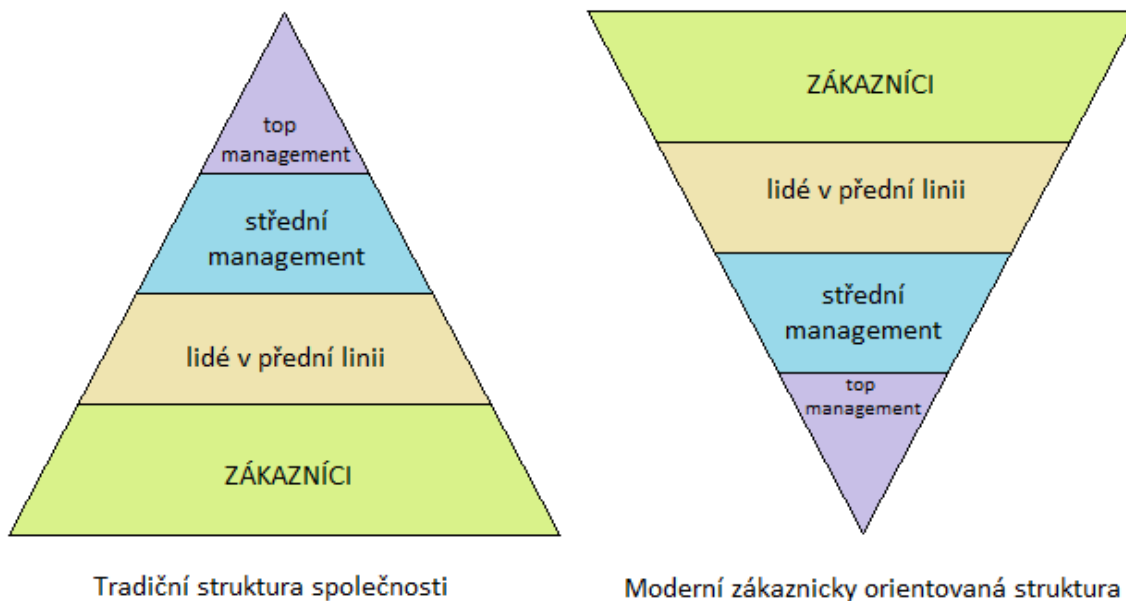 top
management
střední
management
lidé v přední linii
ZÁKAZNÍCI
Tradiční struktura společnosti
ZÁKAZNÍCI
lidé v přední linii
střední
management
top
management
Moderní zákaznicky orientovaná struktura